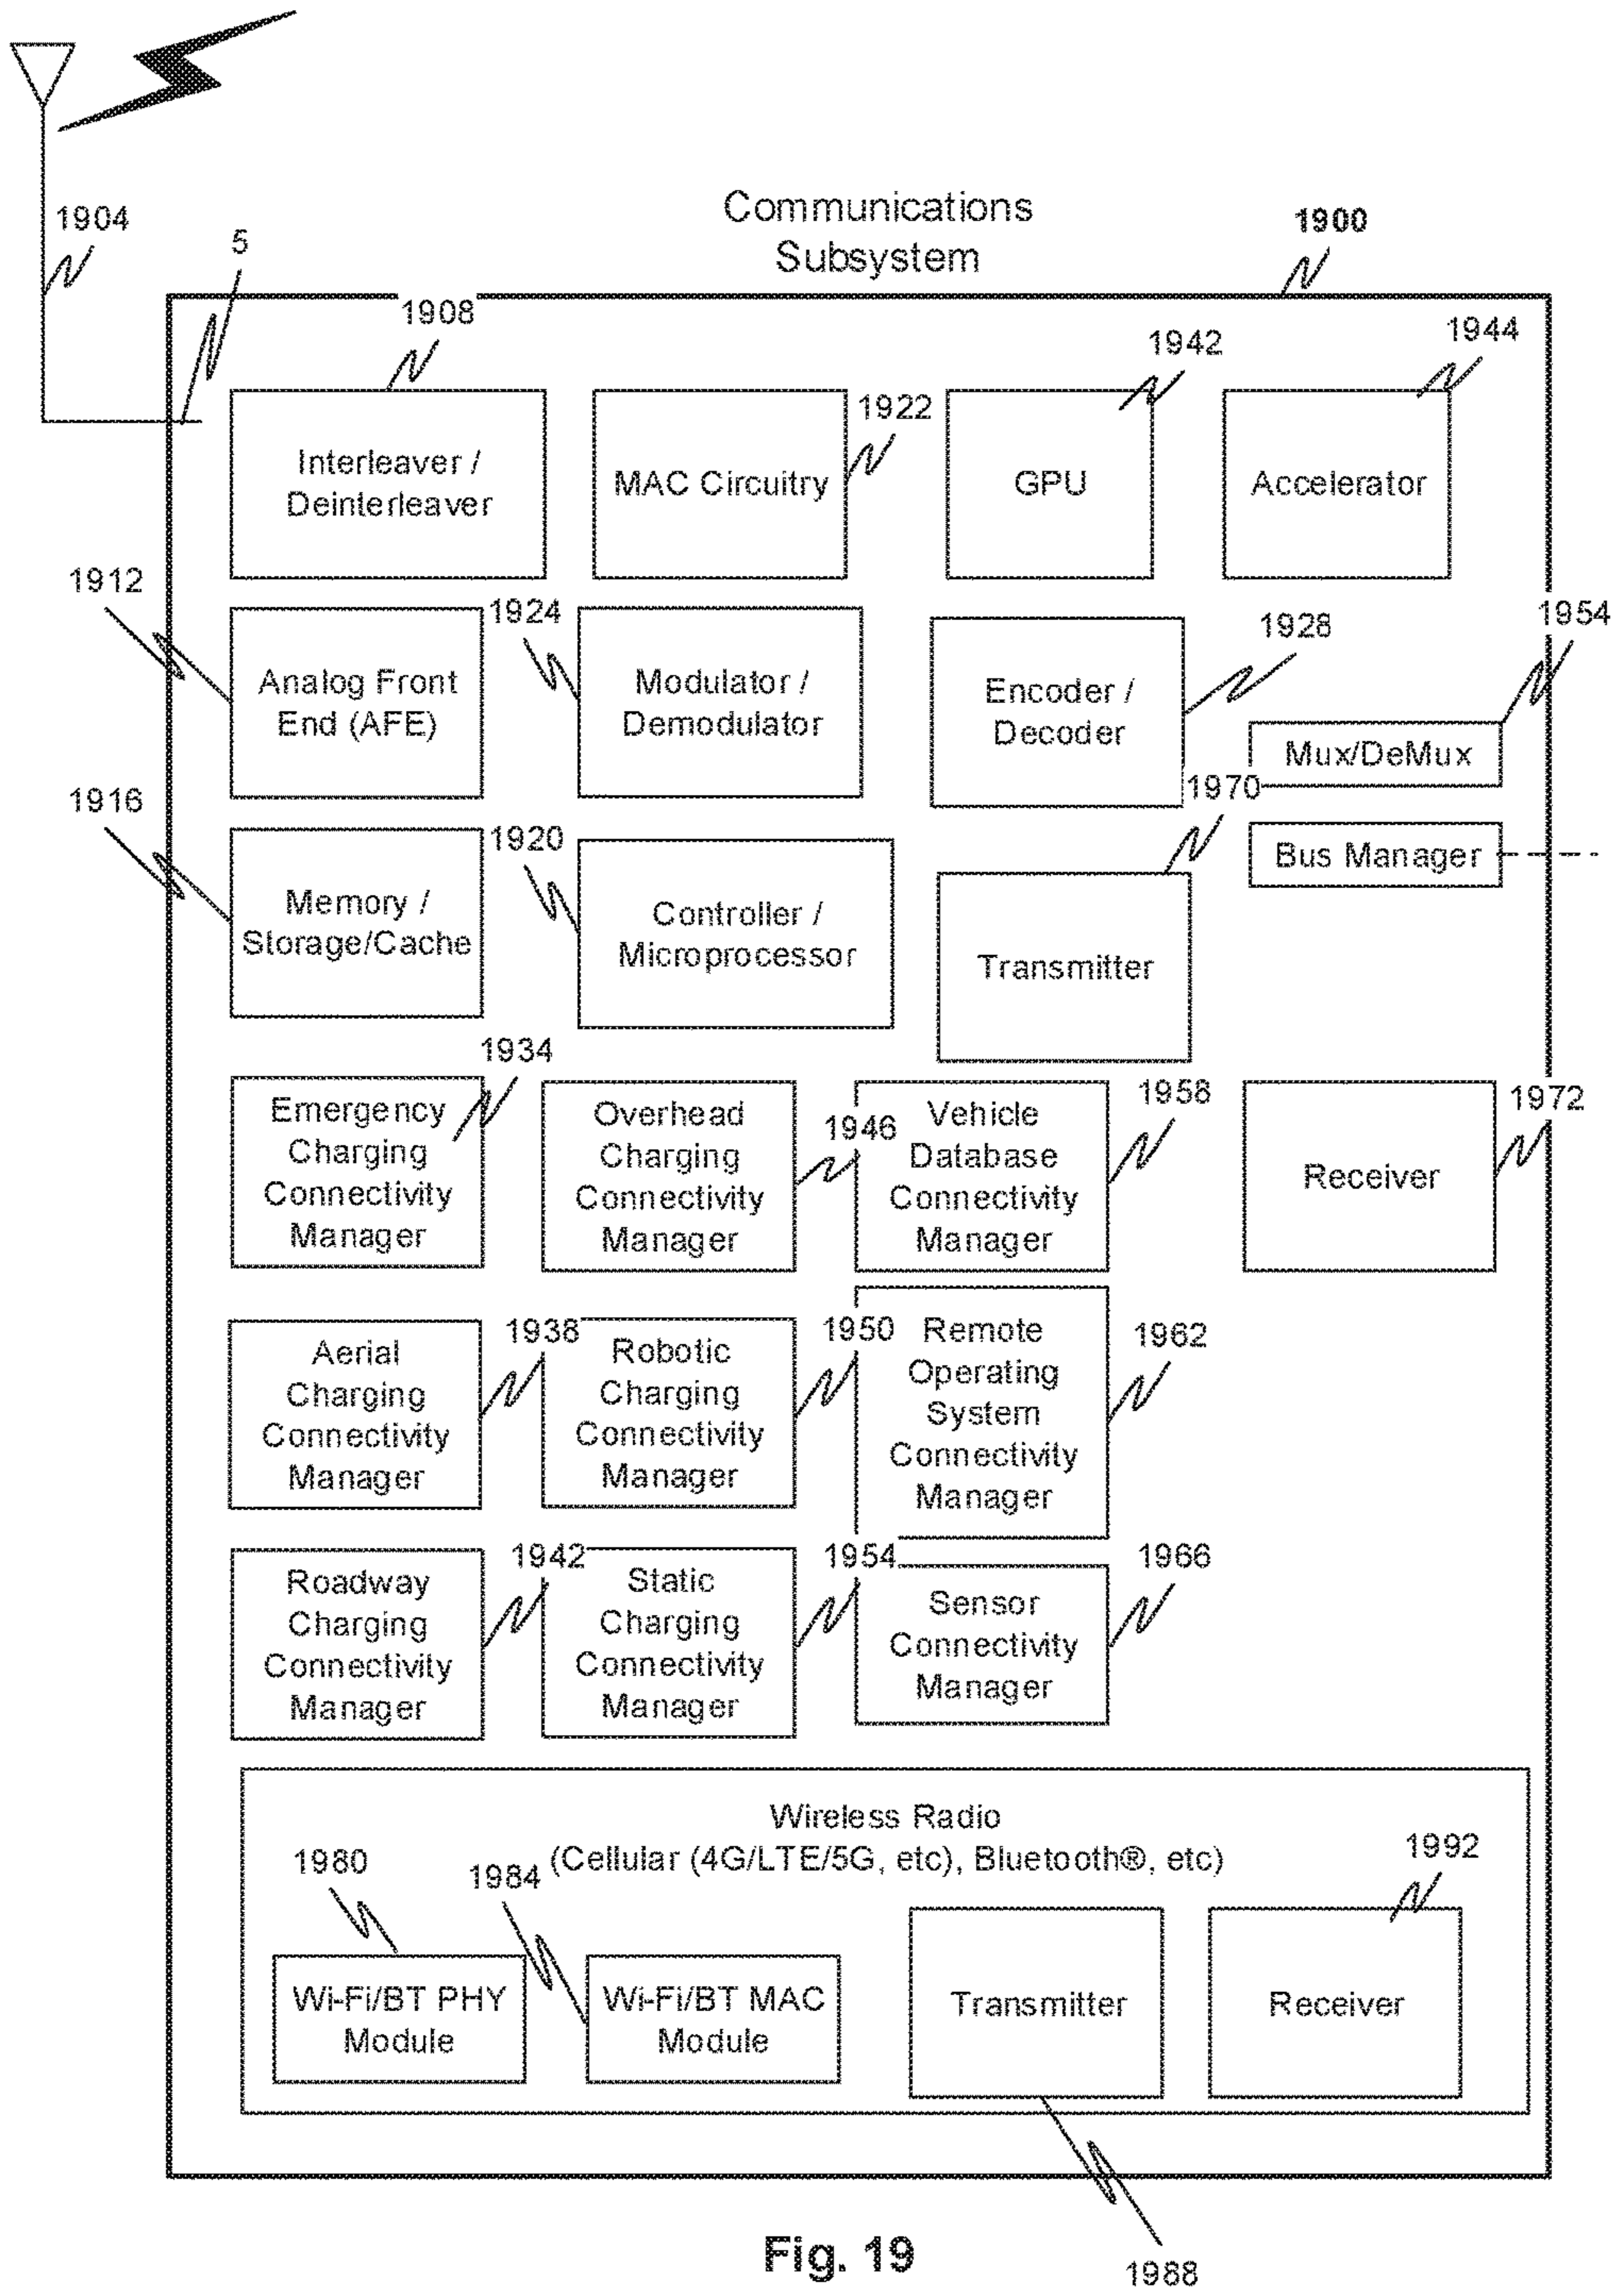 1904
5
Communications
Subsystem
1900
1908
1942
1944
1922
Interleaver /
Deinterleaver
MAC Circuitry
GPU
Accelerator
1912
1924
1928
1954
Analog Front
End (AFE)
Modulator /
Demodulator
Encoder /
Decoder
Mux/DeMux
1970
1916
1920
Bus Manager
Memory /
Storage/Cache
Controller /
Microprocessor
Transmitter
1934
Emergency
Charging
Connectivity
Manager
Overhead
Charging
Connectivity
Manager
1946
Vehicle
Database
Connectivity
Manager
1958
Receiver
1972
Aerial
Charging
Connectivity
Manager
1938
Robotic
Charging
Connectivity
Manager
1950
Remote
Operating
System
Connectivity
Manager
1962
Roadway
Charging
Connectivity
Manager
1942
Static
Charging
Connectivity
Manager
1954
Sensor
Connectivity
Manager
1966
Wireless Radio
(Cellular (4G/LTE/5G, etc), Bluetooth®, etc)
1980
1984
1992
Wi-Fi/BT PHY
Module
Wi-Fi/BT MAC
Module
Transmitter
Receiver
1988
Fig. 19